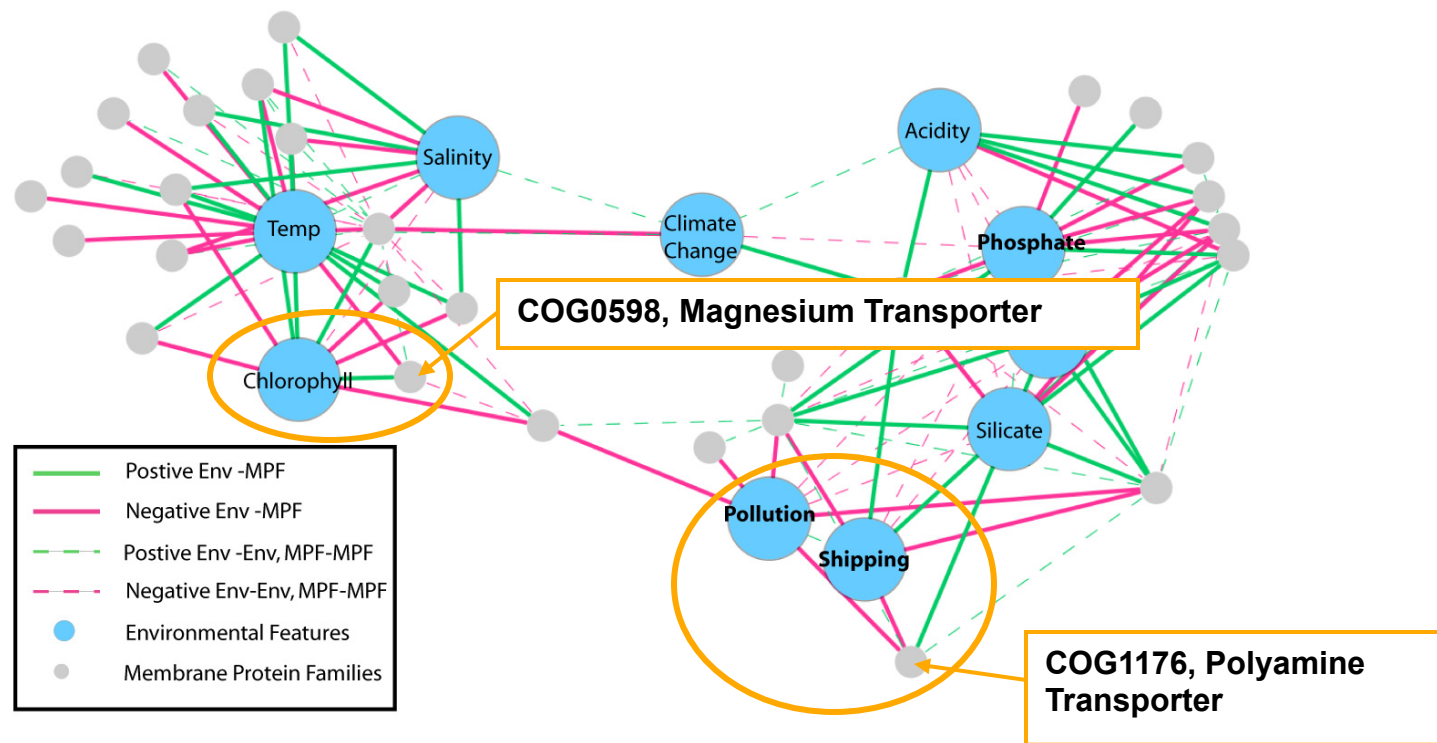 Salinity
Acidity
Temp
Climate
Change
Phosphate
COG0598, Magnesium Transporter
Chlorophyll
Silicate
Pollution
Shipping
Postive Env -MPF
Negative Env -MPF
Postive Env -Env, MPF-MPF
Negative Env-Env, MPF-MPF
Environmental Features
Membrane Protein Families
COG1176, Polyamine
Transporter